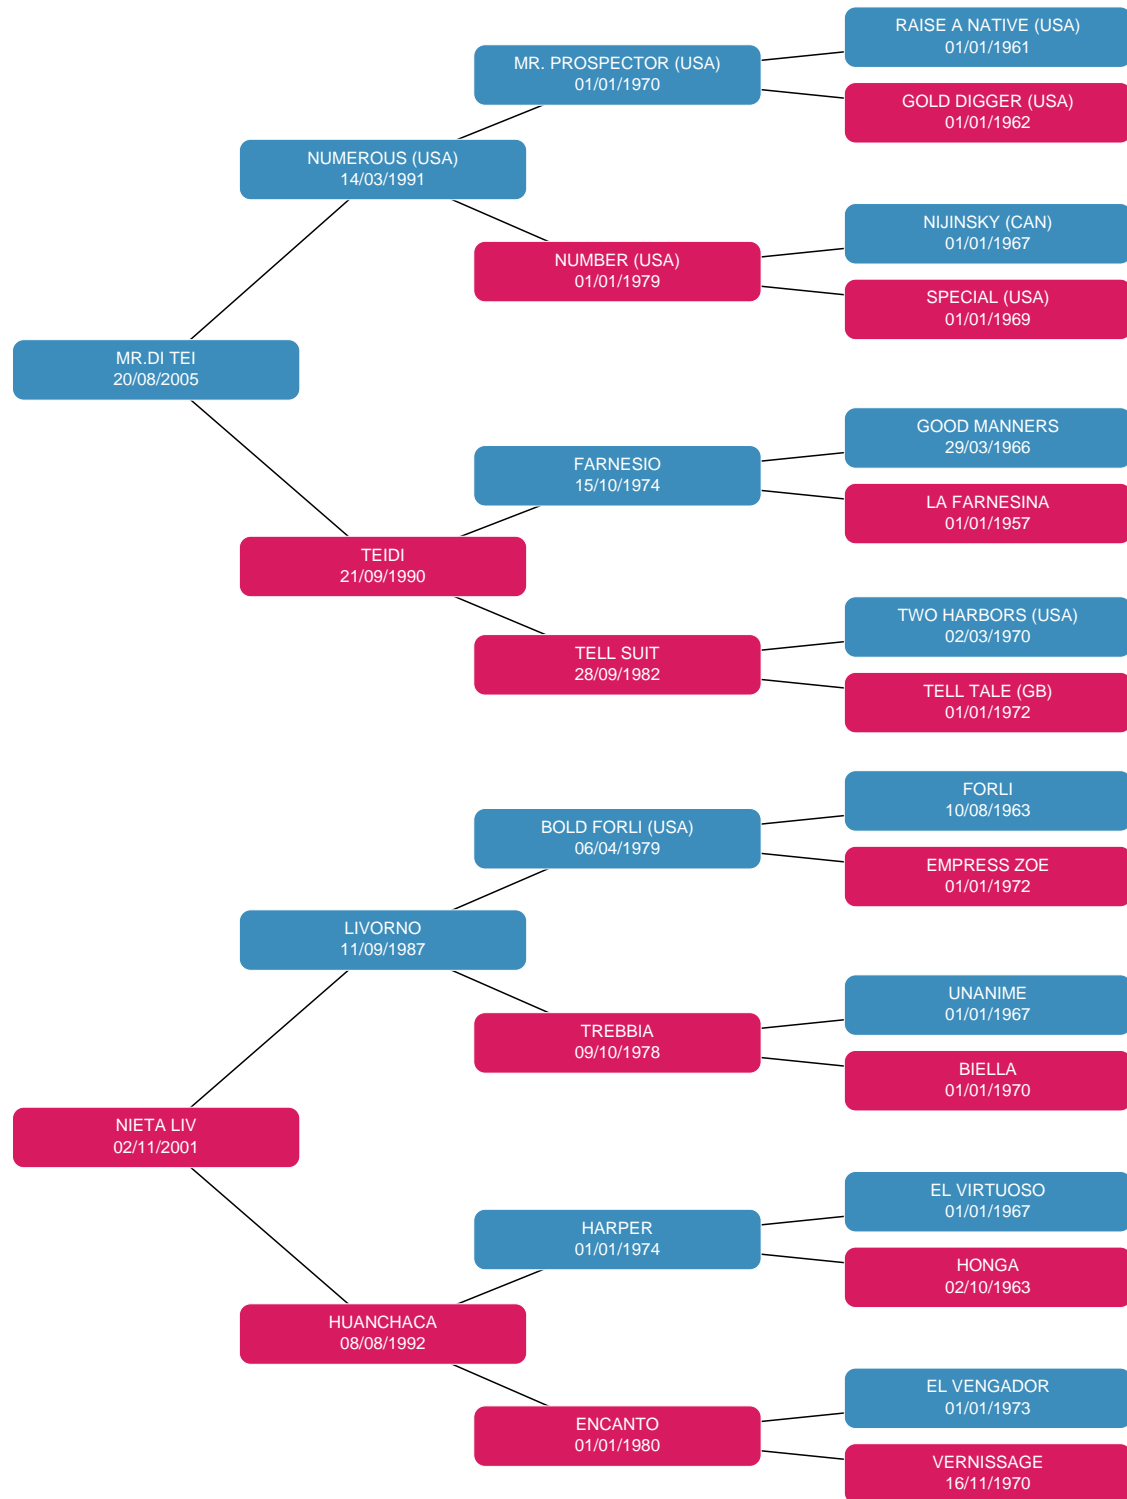 RAISE A NATIVE (USA)
01/01/1961
MR. PROSPECTOR (USA)
01/01/1970
GOLD DIGGER (USA)
01/01/1962
NUMEROUS (USA)
14/03/1991
NIJINSKY (CAN)
01/01/1967
NUMBER (USA)
01/01/1979
SPECIAL (USA)
01/01/1969
MR.DI TEI
20/08/2005
GOOD MANNERS
29/03/1966
FARNESIO
15/10/1974
LA FARNESINA
01/01/1957
TEIDI
21/09/1990
TWO HARBORS (USA)
02/03/1970
TELL SUIT
28/09/1982
TELL TALE (GB)
01/01/1972
FORLI
10/08/1963
BOLD FORLI (USA)
06/04/1979
EMPRESS ZOE
01/01/1972
LIVORNO
11/09/1987
UNANIME
01/01/1967
TREBBIA
09/10/1978
BIELLA
01/01/1970
NIETA LIV
02/11/2001
EL VIRTUOSO
01/01/1967
HARPER
01/01/1974
HONGA
02/10/1963
HUANCHACA
08/08/1992
EL VENGADOR
01/01/1973
ENCANTO
01/01/1980
VERNISSAGE
16/11/1970